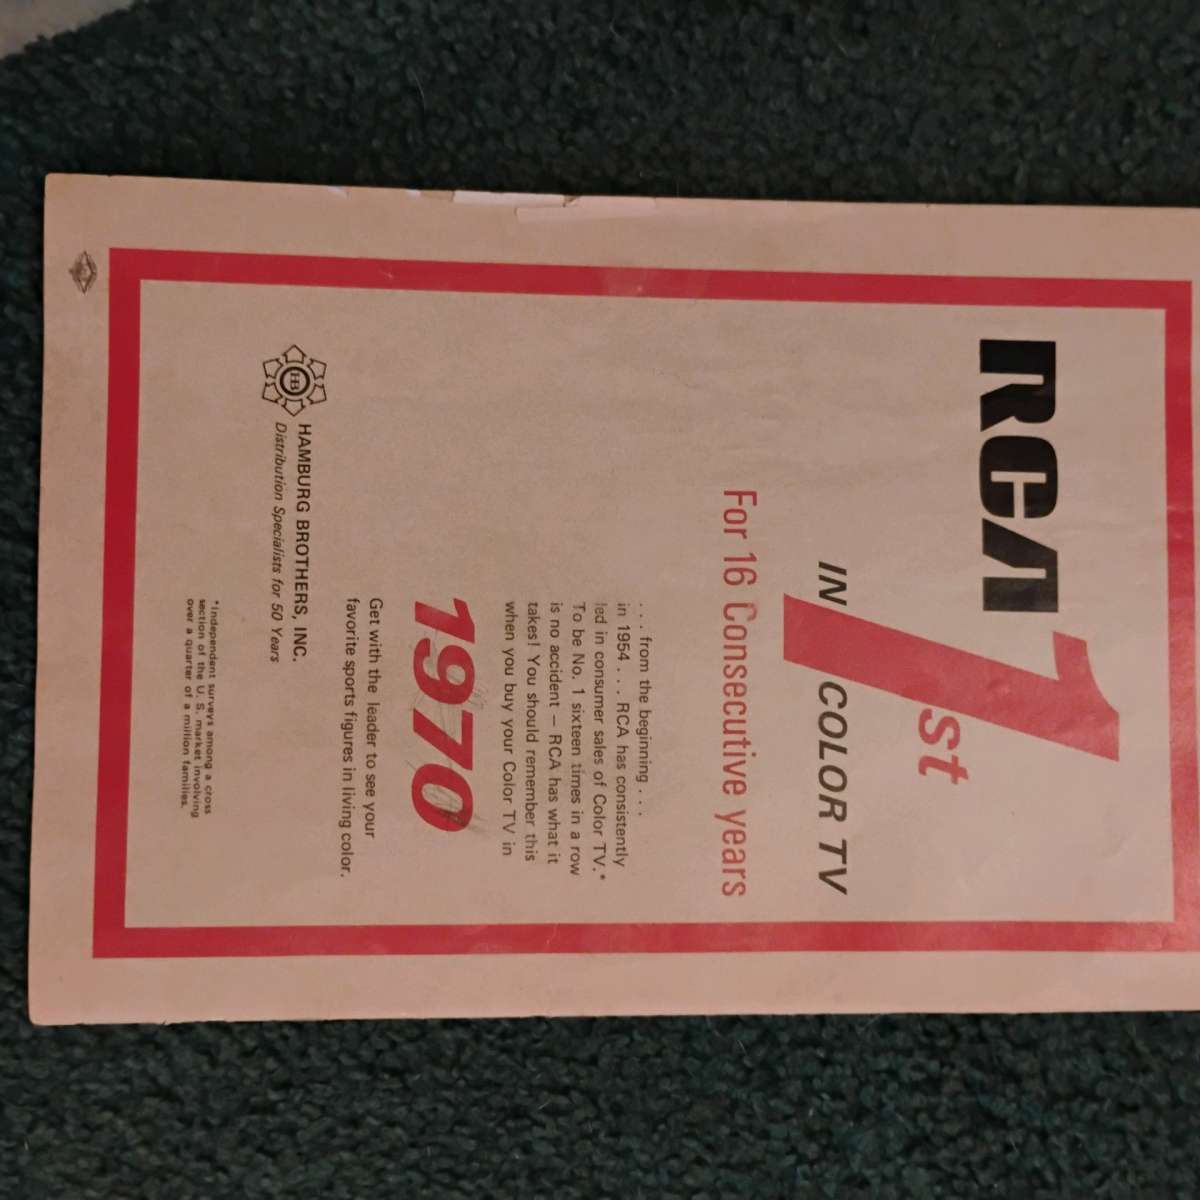 RCA 1st
IN COLOR TV
For 16 Consecutive years
. . . from the beginning . . .
in 1954 . . . RCA has consistently
led in consumer sales of Color TV.*
To be No. 1 sixteen times in a row
is no accident — RCA has what it
takes! You should remember this
when you buy your Color TV in
1970
Get with the leader to see your
favorite sports figures in living color.
HB
HAMBURG BROTHERS, INC.
Distribution Specialists for 50 Years
*Independent surveys among a cross
section of the U. S. market involving
over a quarter of a million families.